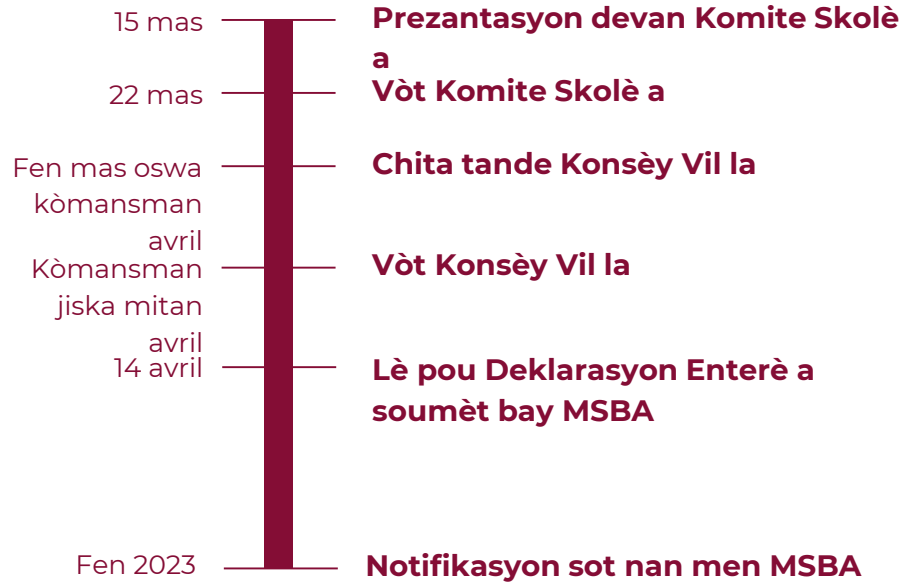 15 mas
Prezantasyon devan Komite Skolè
a
22 mas
Vòt Komite Skolè a
Fen mas oswa
kòmansman
avril
Chita tande Konsèy Vil la
Kòmansman
jiska mitan
avril
Vòt Konsèy Vil la
14 avril
Lè pou Deklarasyon Enterè a
soumèt bay MSBA
Fen 2023
Notifikasyon sot nan men MSBA